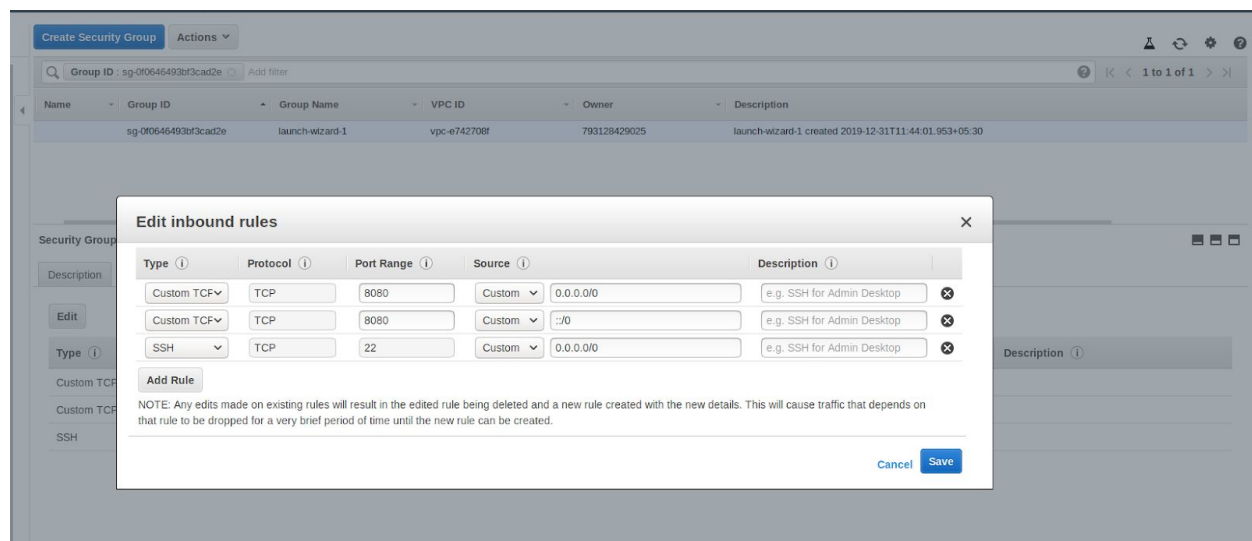 Create Security Group Actions
Group ID : sg-0f0646493bf3cad2e Add filter 1 to 1 of 1
Name Group ID Group Name VPC ID Owner Description
sg-0f0646493bf3cad2e launch-wizard-1 vpc-e742708f 793128429025 launch-wizard-1 created 2019-12-31T11:44:01.953+05:30
Edit inbound rules
Security Group
Type Protocol Port Range Source Description
Description
Custom TCF TCP 8080 Custom 0.0.0.0/0 e.g. SSH for Admin Desktop
Custom TCF TCP 8080 Custom ::/0 e.g. SSH for Admin Desktop
Edit
SSH TCP 22 Custom 0.0.0.0/0 e.g. SSH for Admin Desktop
Type Description
Add Rule
Custom TCP
NOTE: Any edits made on existing rules will result in the edited rule being deleted and a new rule created with the new details. This will cause traffic that depends on
that rule to be dropped for a very brief period of time until the new rule can be created.
Custom TCP
SSH
Cancel Save